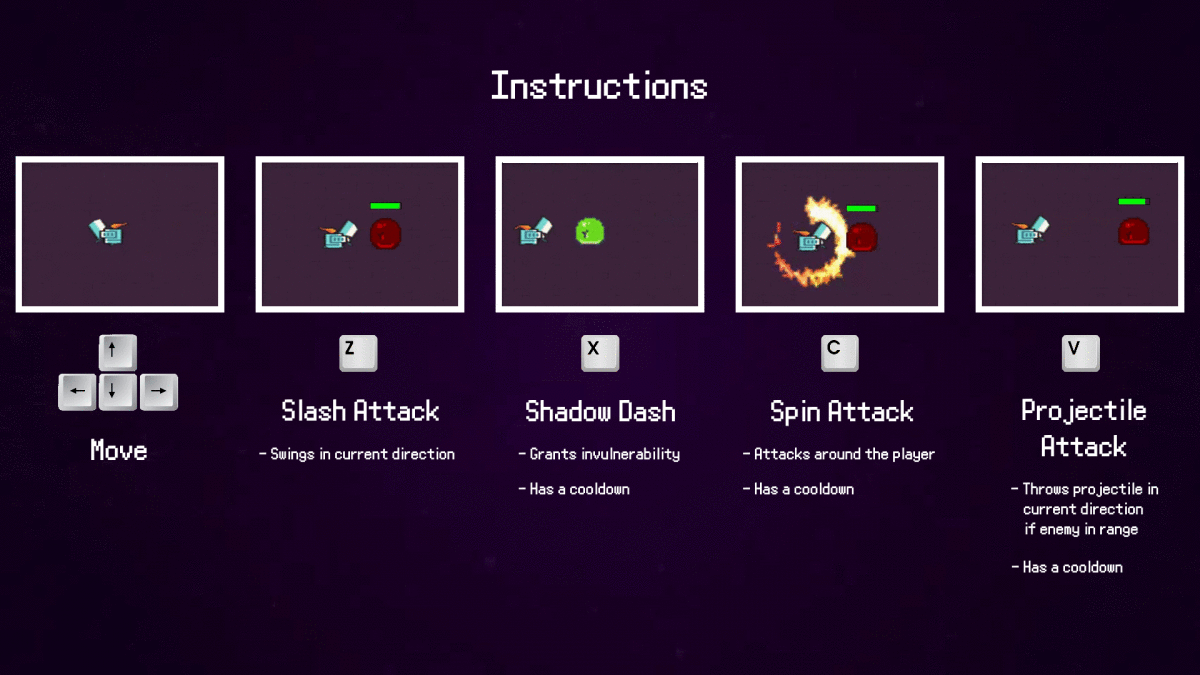 Instructions
↑
← ↓ →
Move
Z
Slash Attack
- Swings in current direction
X
Shadow Dash
- Grants invulnerability
- Has a cooldown
C
Spin Attack
- Attacks around the player
- Has a cooldown
V
Projectile
Attack
- Throws projectile in
current direction
if enemy in range
- Has a cooldown